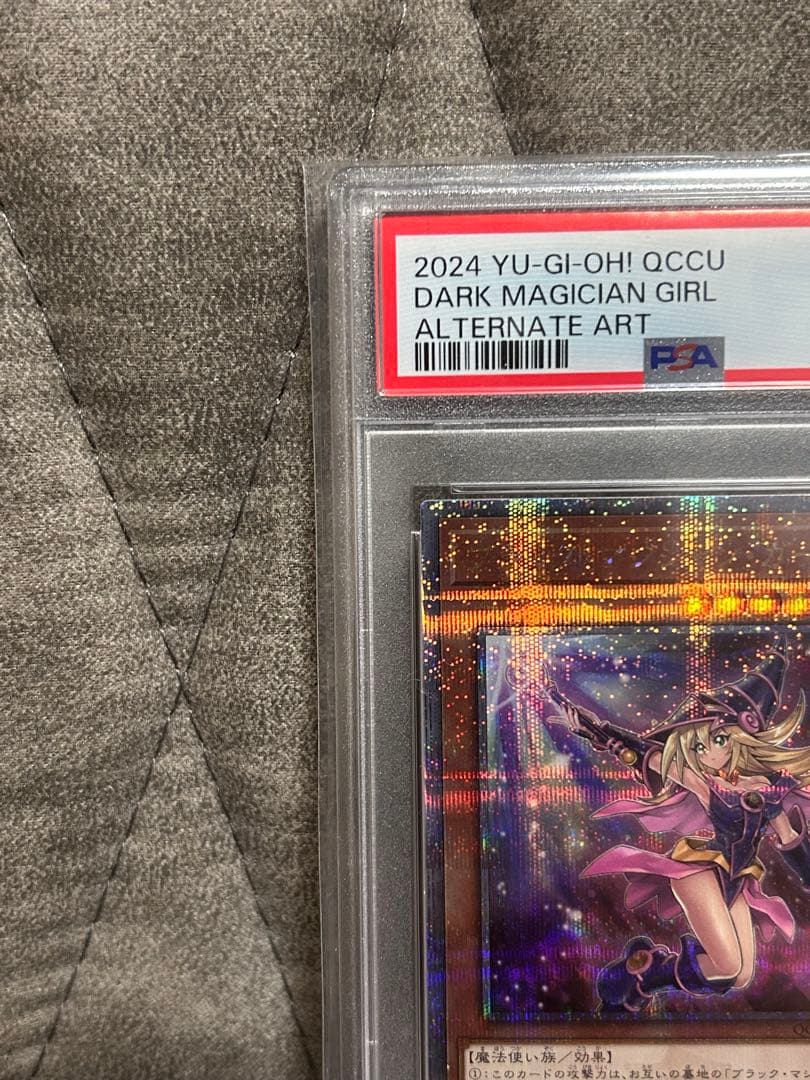 2024 YU-GI-OH! QCCU
DARK MAGICIAN GIRL
ALTERNATE ART
PSA
【魔法使い族／効果】
①:このカードの攻撃力は、お互いの墓地の「ブラック・マジ